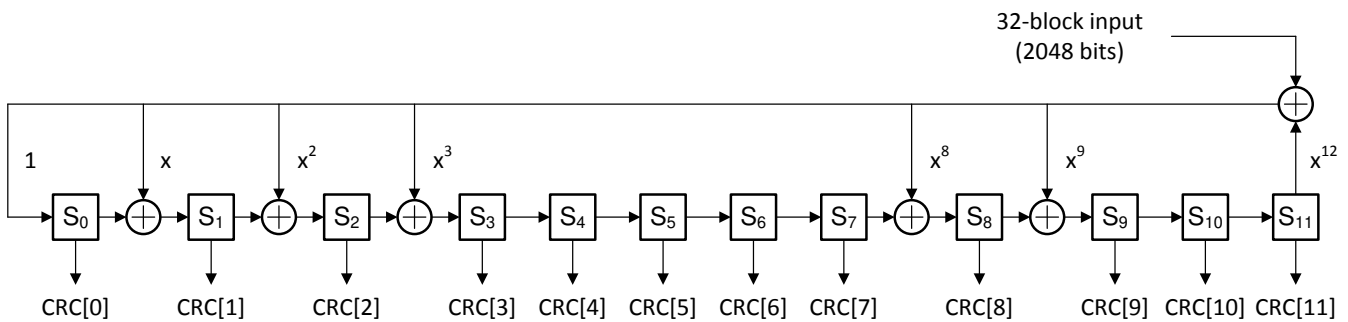 32-block input
(2048 bits)
1 x x² x³ x⁸ x⁹ x¹²
S₀ S₁ S₂ S₃ S₄ S₅ S₆ S₇ S₈ S₉ S₁₀ S₁₁
CRC[0] CRC[1] CRC[2] CRC[3] CRC[4] CRC[5] CRC[6] CRC[7] CRC[8] CRC[9] CRC[10] CRC[11]